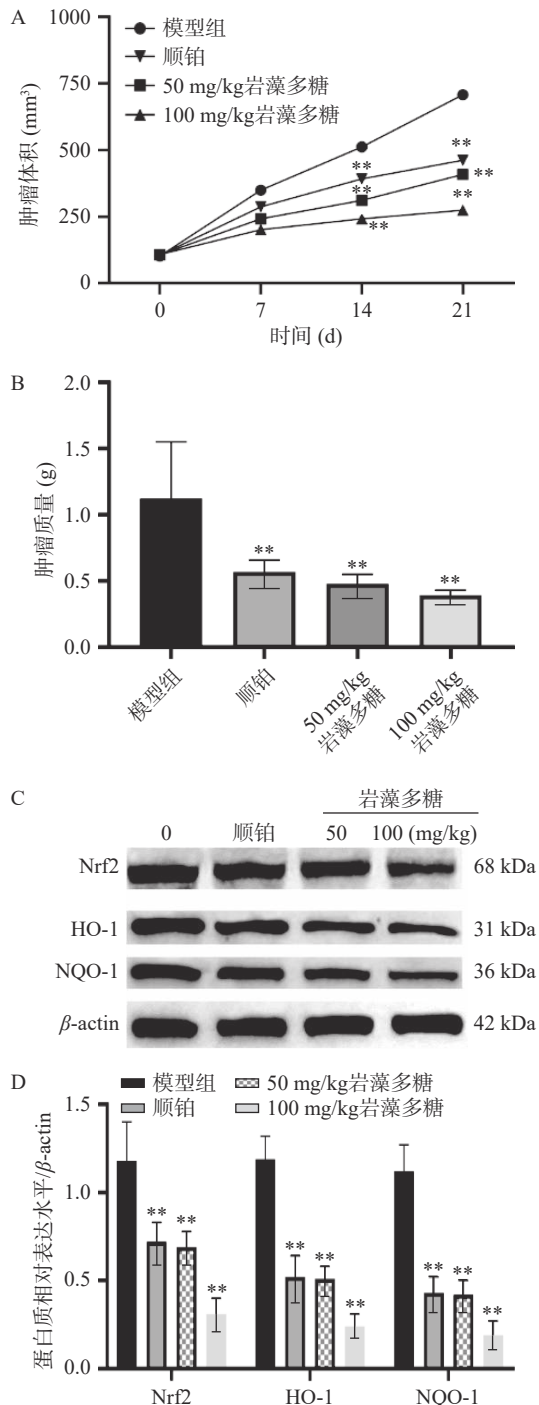 A
1000
750
500
250
0
肿瘤体积 (mm³)
模型组
顺铂
50 mg/kg岩藻多糖
100 mg/kg岩藻多糖
**
**
**
**
**
**
0 7 14 21
时间 (d)
B
2.0
1.5
1.0
0.5
0.0
肿瘤质量 (g)
** ** **
模型组
顺铂
50 mg/kg
岩藻多糖
100 mg/kg
岩藻多糖
C
岩藻多糖
0 顺铂 50 100 (mg/kg)
Nrf2 68 kDa
HO-1 31 kDa
NQO-1 36 kDa
β-actin 42 kDa
D
模型组 50 mg/kg岩藻多糖
顺铂 100 mg/kg岩藻多糖
1.5
1.0
0.5
0.0
蛋白质相对表达水平/β-actin
** ** **
** ** **
** ** **
Nrf2 HO-1 NQO-1